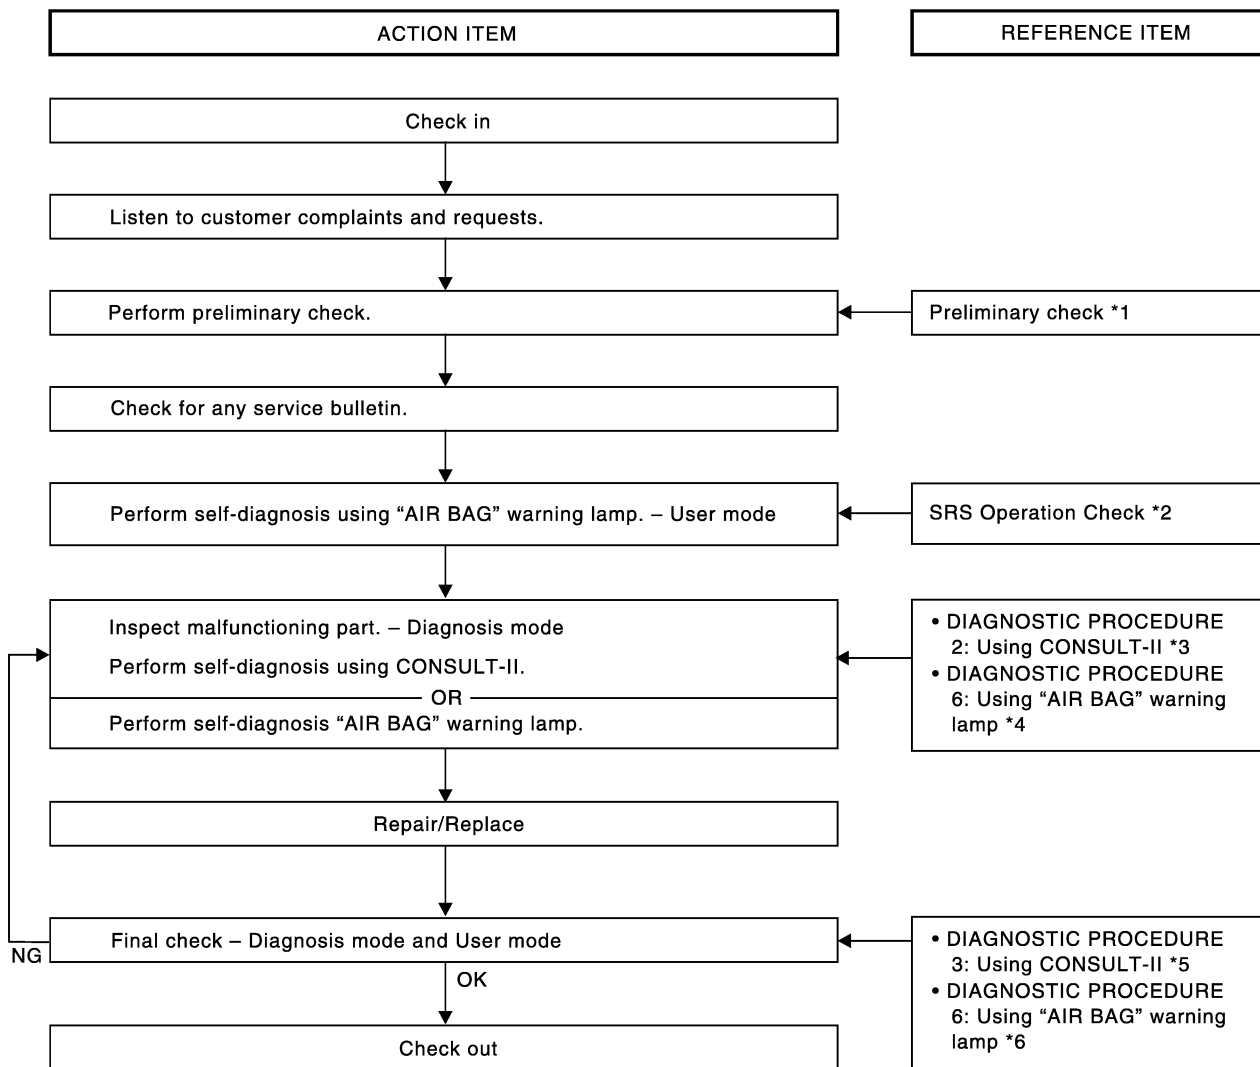 ACTION ITEM
REFERENCE ITEM
Check in
Listen to customer complaints and requests.
Perform preliminary check.
Preliminary check *1
Check for any service bulletin.
Perform self-diagnosis using “AIR BAG” warning lamp. – User mode
SRS Operation Check *2
Inspect malfunctioning part. – Diagnosis mode
Perform self-diagnosis using CONSULT-II.
OR
Perform self-diagnosis “AIR BAG” warning lamp.
• DIAGNOSTIC PROCEDURE
2: Using CONSULT-II *3
• DIAGNOSTIC PROCEDURE
6: Using “AIR BAG” warning
lamp *4
Repair/Replace
Final check – Diagnosis mode and User mode
NG
OK
• DIAGNOSTIC PROCEDURE
3: Using CONSULT-II *5
• DIAGNOSTIC PROCEDURE
6: Using “AIR BAG” warning
lamp *6
Check out